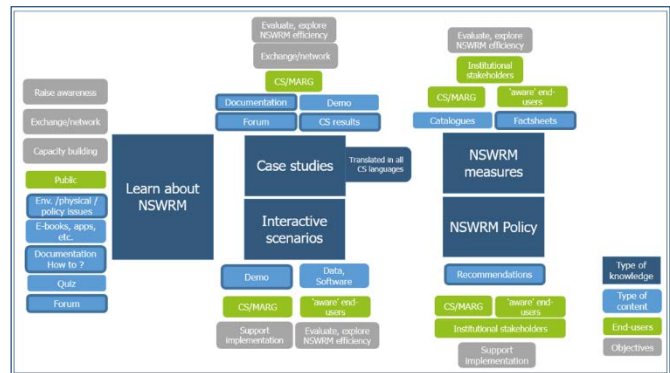 Raise awareness
Exchange/network
Capacity building
Public
Env. /physical /
policy issues
E-books, apps,
etc.
Documentation
How to ?
Quiz
Forum
Learn about
NSWRM
Evaluate, explore
NSWRM efficiency
Exchange/network
CS/MARG
Documentation
Demo
Forum
CS results
Case studies
Translated in all
CS languages
Interactive
scenarios
Demo
Data,
Software
CS/MARG
'aware' end-
users
Support
implementation
Evaluate, explore
NSWRM efficiency
Evaluate, explore
NSWRM efficiency
Institutional
stakeholders
CS/MARG
'aware' end-
users
Catalogues
Factsheets
NSWRM
measures
NSWRM Policy
Recommendations
CS/MARG
'aware' end-
users
Institutional stakeholders
Support
implementation
Type of
knowledge
Type of
content
End-users
Objectives